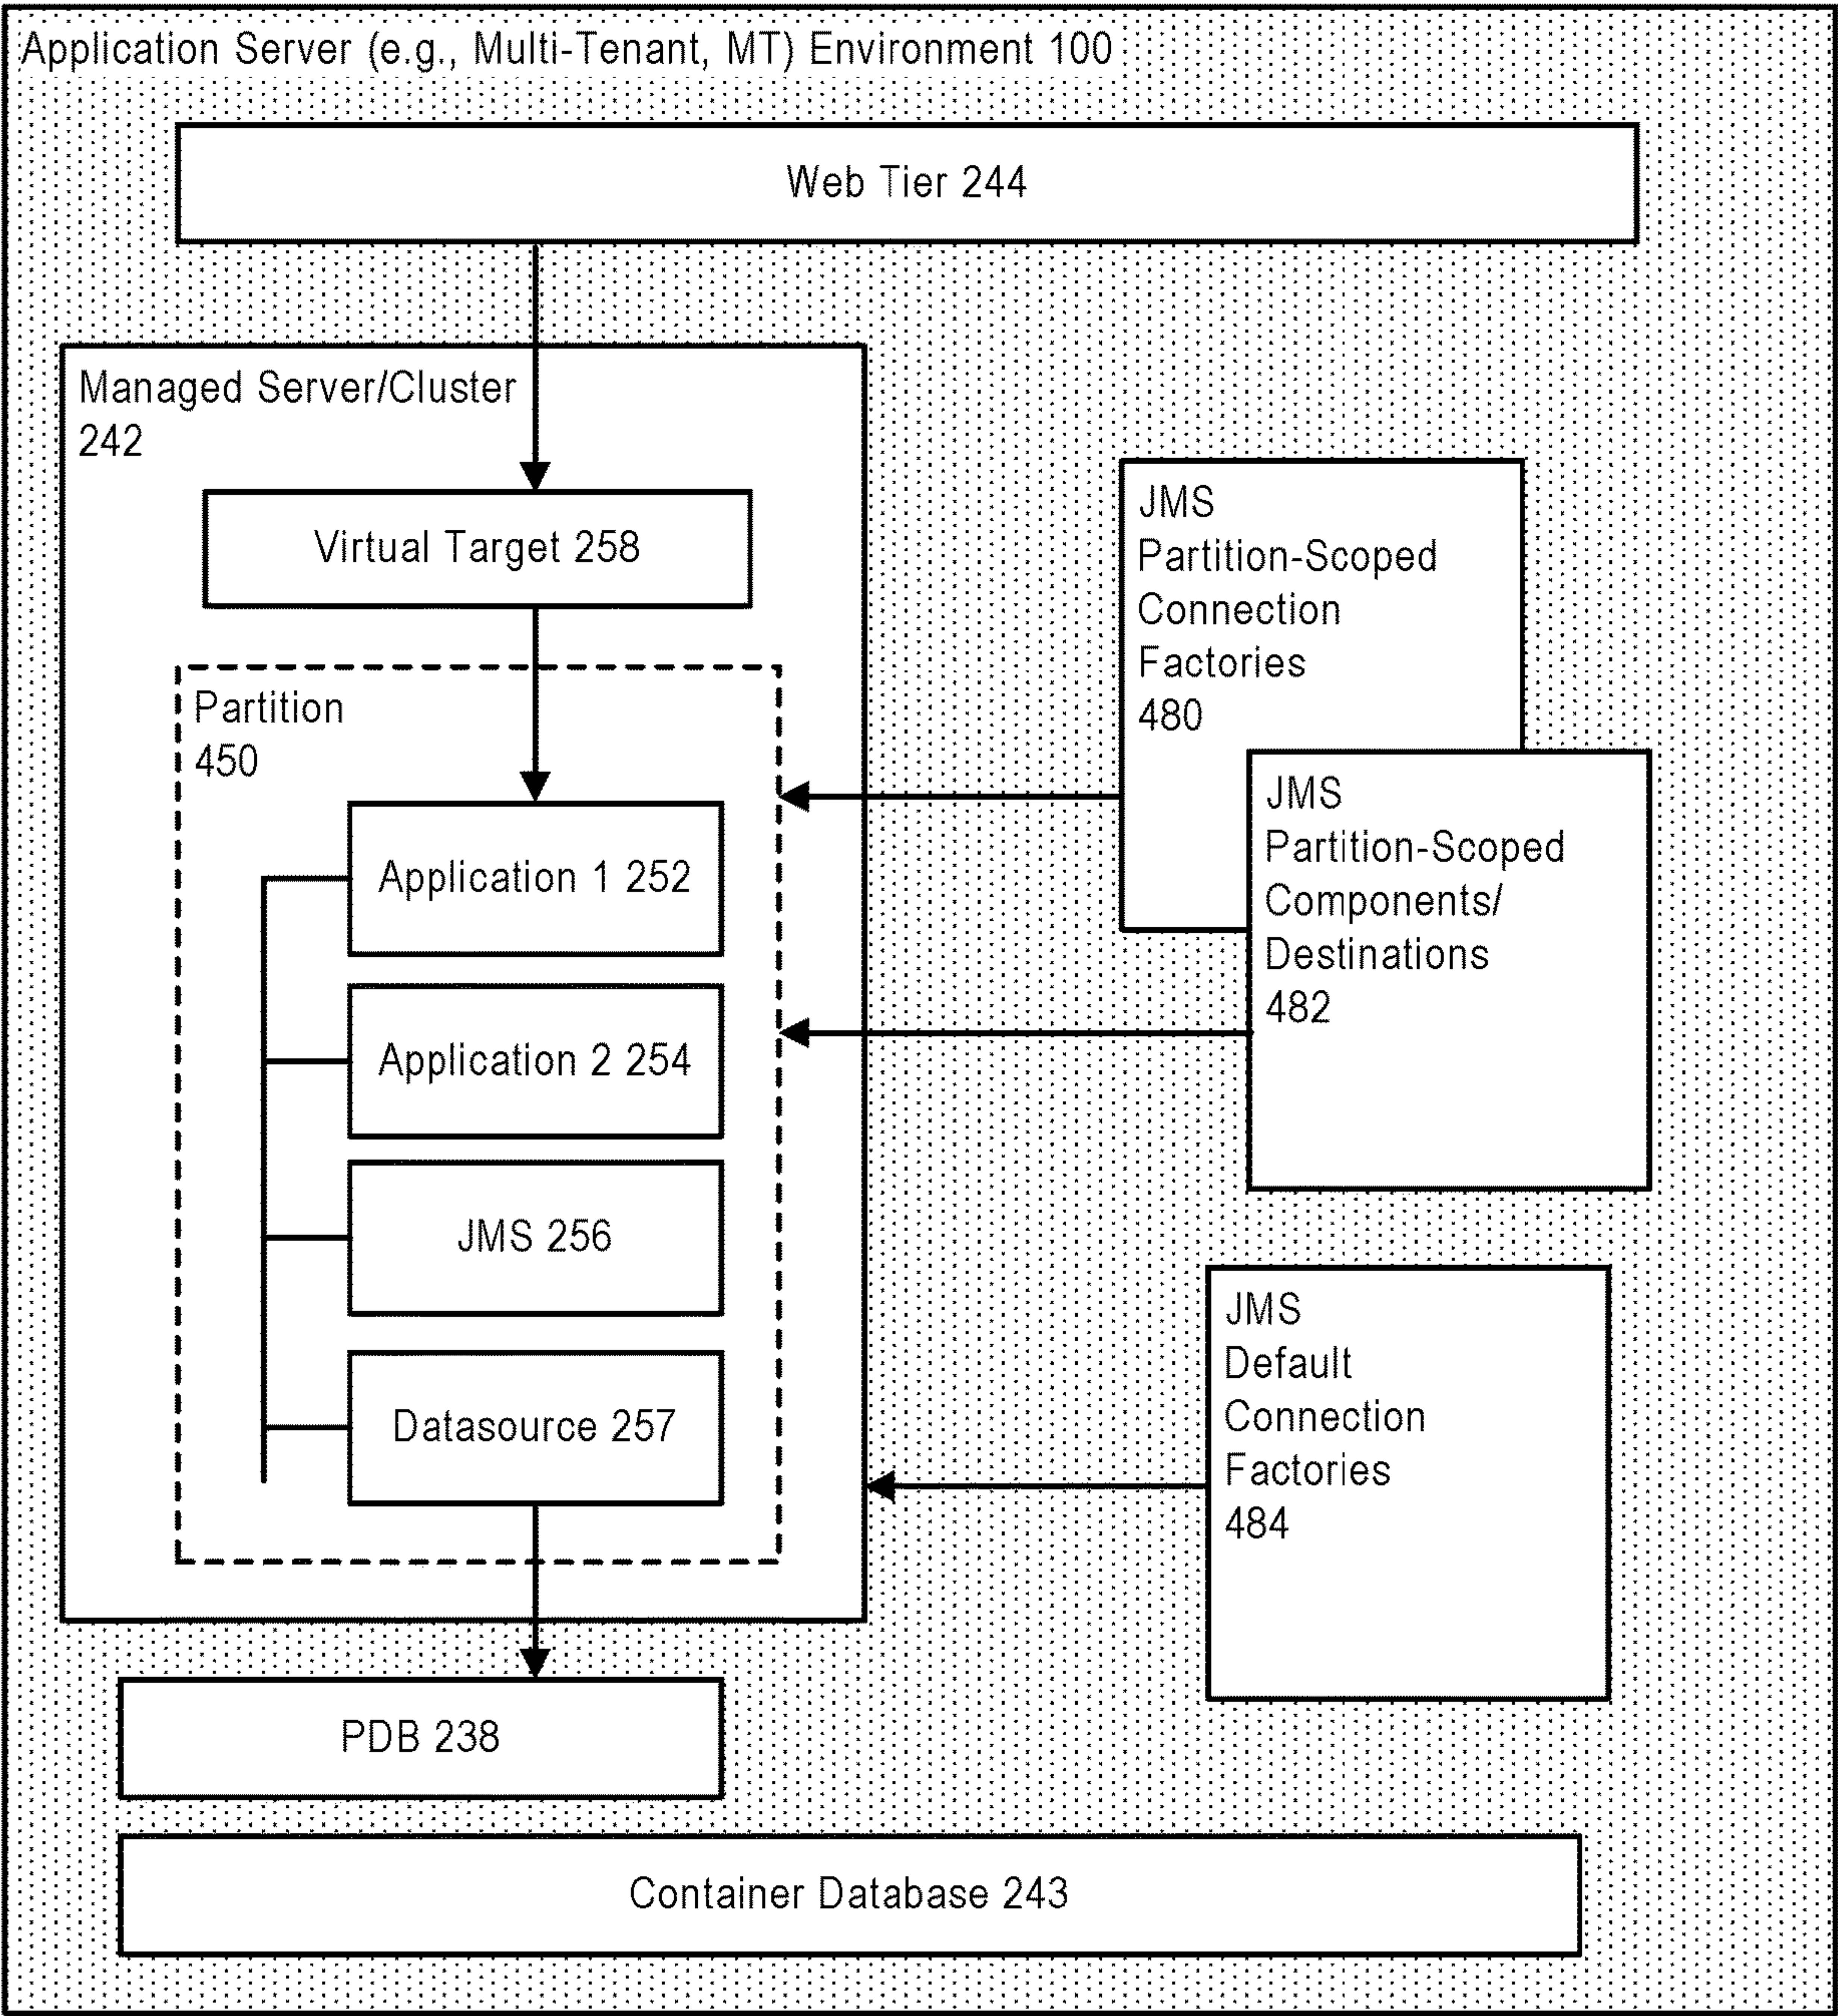 Application Server (e.g., Multi-Tenant, MT) Environment 100
Web Tier 244
Managed Server/Cluster
242
Virtual Target 258
Partition
450
Application 1 252
Application 2 254
JMS 256
Datasource 257
JMS
Partition-Scoped
Connection
Factories
480
JMS
Partition-Scoped
Components/
Destinations
482
JMS
Default
Connection
Factories
484
PDB 238
Container Database 243